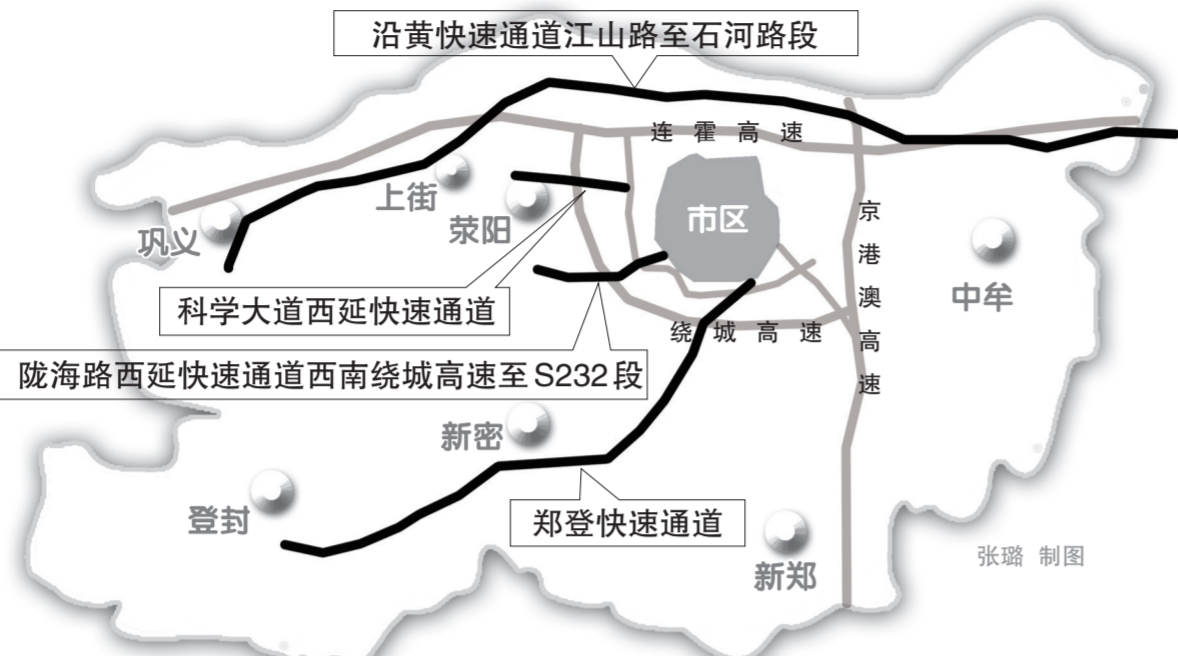 沿黄快速通道江山路至石河路段
连霍高速
上街
荥阳
市区
巩义
京港澳高速
中牟
科学大道西延快速通道
绕城高速
陇海路西延快速通道西南绕城高速至S232段
新密
登封
郑登快速通道
新郑
张璐 制图